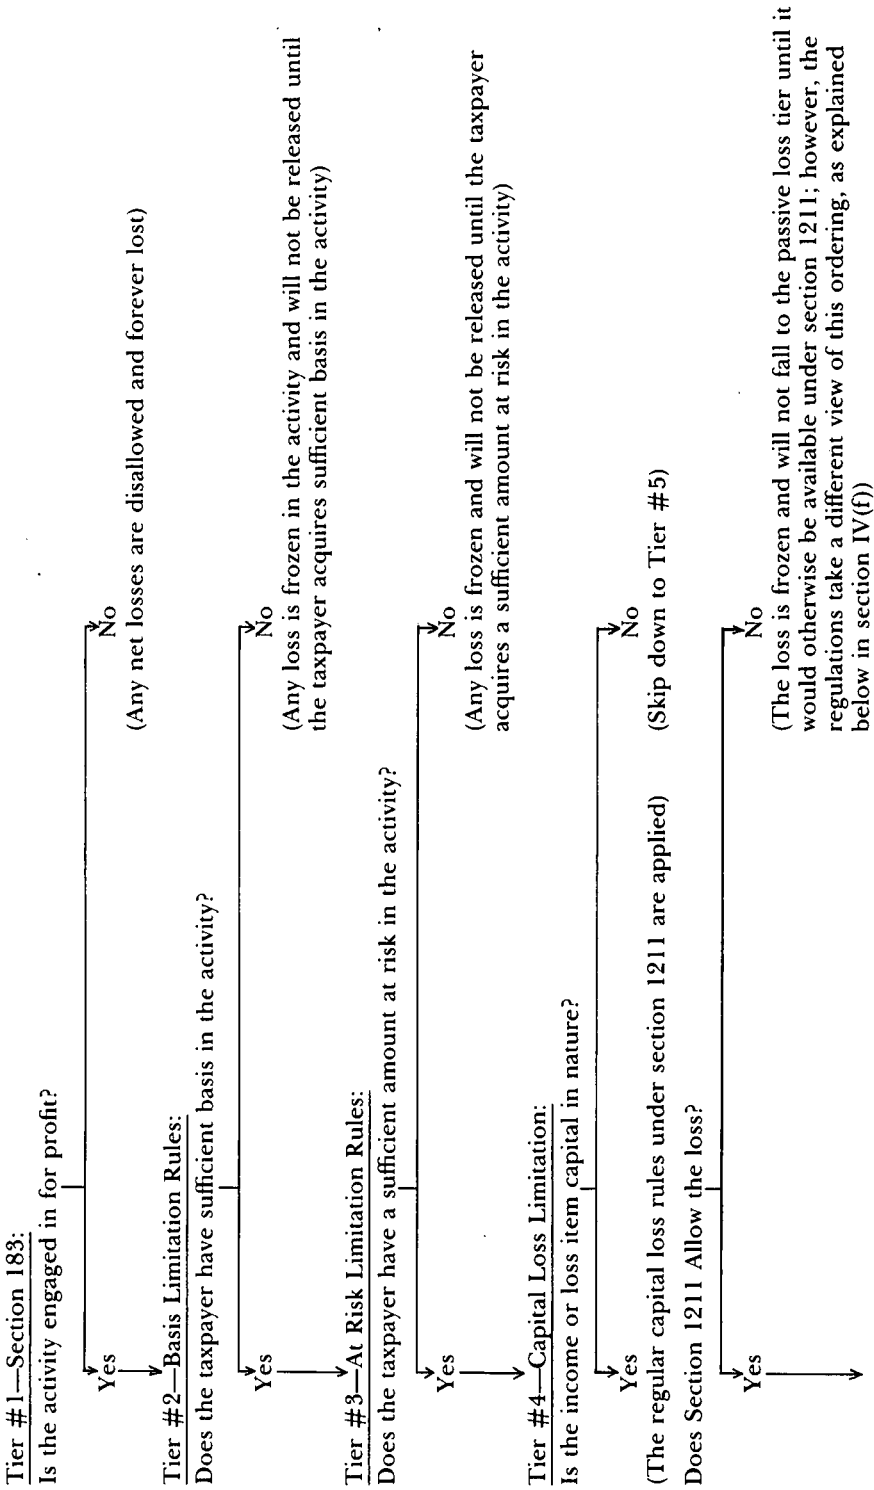 Tier #1—Section 183:
Is the activity engaged in for profit?
Yes
No
(Any net losses are disallowed and forever lost)
Tier #2—Basis Limitation Rules:
Does the taxpayer have sufficient basis in the activity?
Yes
No
(Any loss is frozen in the activity and will not be released until
the taxpayer acquires sufficient basis in the activity)
Tier #3—At Risk Limitation Rules:
Does the taxpayer have a sufficient amount at risk in the activity?
Yes
No
(Any loss is frozen and will not be released until the taxpayer
acquires a sufficient amount at risk in the activity)
Tier #4—Capital Loss Limitation:
Is the income or loss item capital in nature?
Yes
No
(The regular capital loss rules under section 1211 are applied)
(Skip down to Tier #5)
Does Section 1211 Allow the loss?
Yes
No
(The loss is frozen and will not fall to the passive loss tier until it
would otherwise be available under section 1211; however, the
regulations take a different view of this ordering, as explained
below in section IV(f))